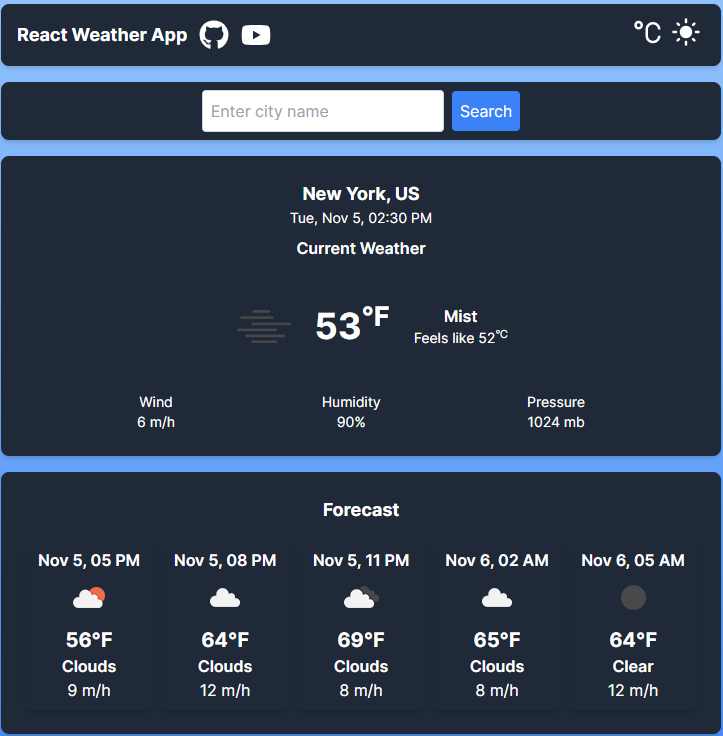 React Weather App
°C
Enter city name
Search
New York, US
Tue, Nov 5, 02:30 PM
Current Weather
53°F
Mist
Feels like 52°C
Wind
6 m/h
Humidity
90%
Pressure
1024 mb
Forecast
Nov 5, 05 PM
56°F
Clouds
9 m/h
Nov 5, 08 PM
64°F
Clouds
12 m/h
Nov 5, 11 PM
69°F
Clouds
8 m/h
Nov 6, 02 AM
65°F
Clouds
8 m/h
Nov 6, 05 AM
64°F
Clear
12 m/h